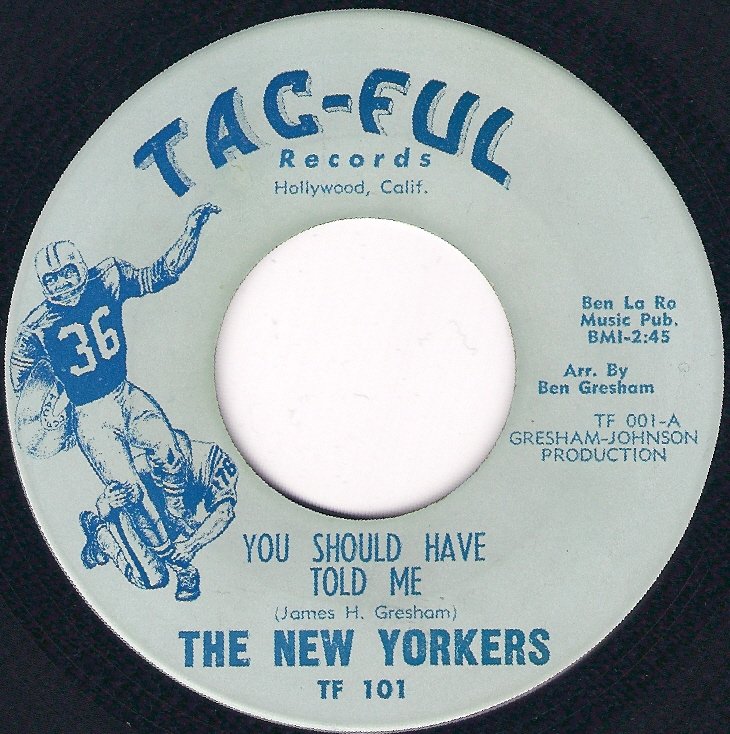 TAC-FUL
Records
Hollywood, Calif.
36
78
Ben La Ro
Music Pub.
BMI-2:45
Arr. By
Ben Gresham
TF 001-A
GRESHAM-JOHNSON
PRODUCTION
YOU SHOULD HAVE
TOLD ME
(James H. Gresham)
THE NEW YORKERS
TF 101